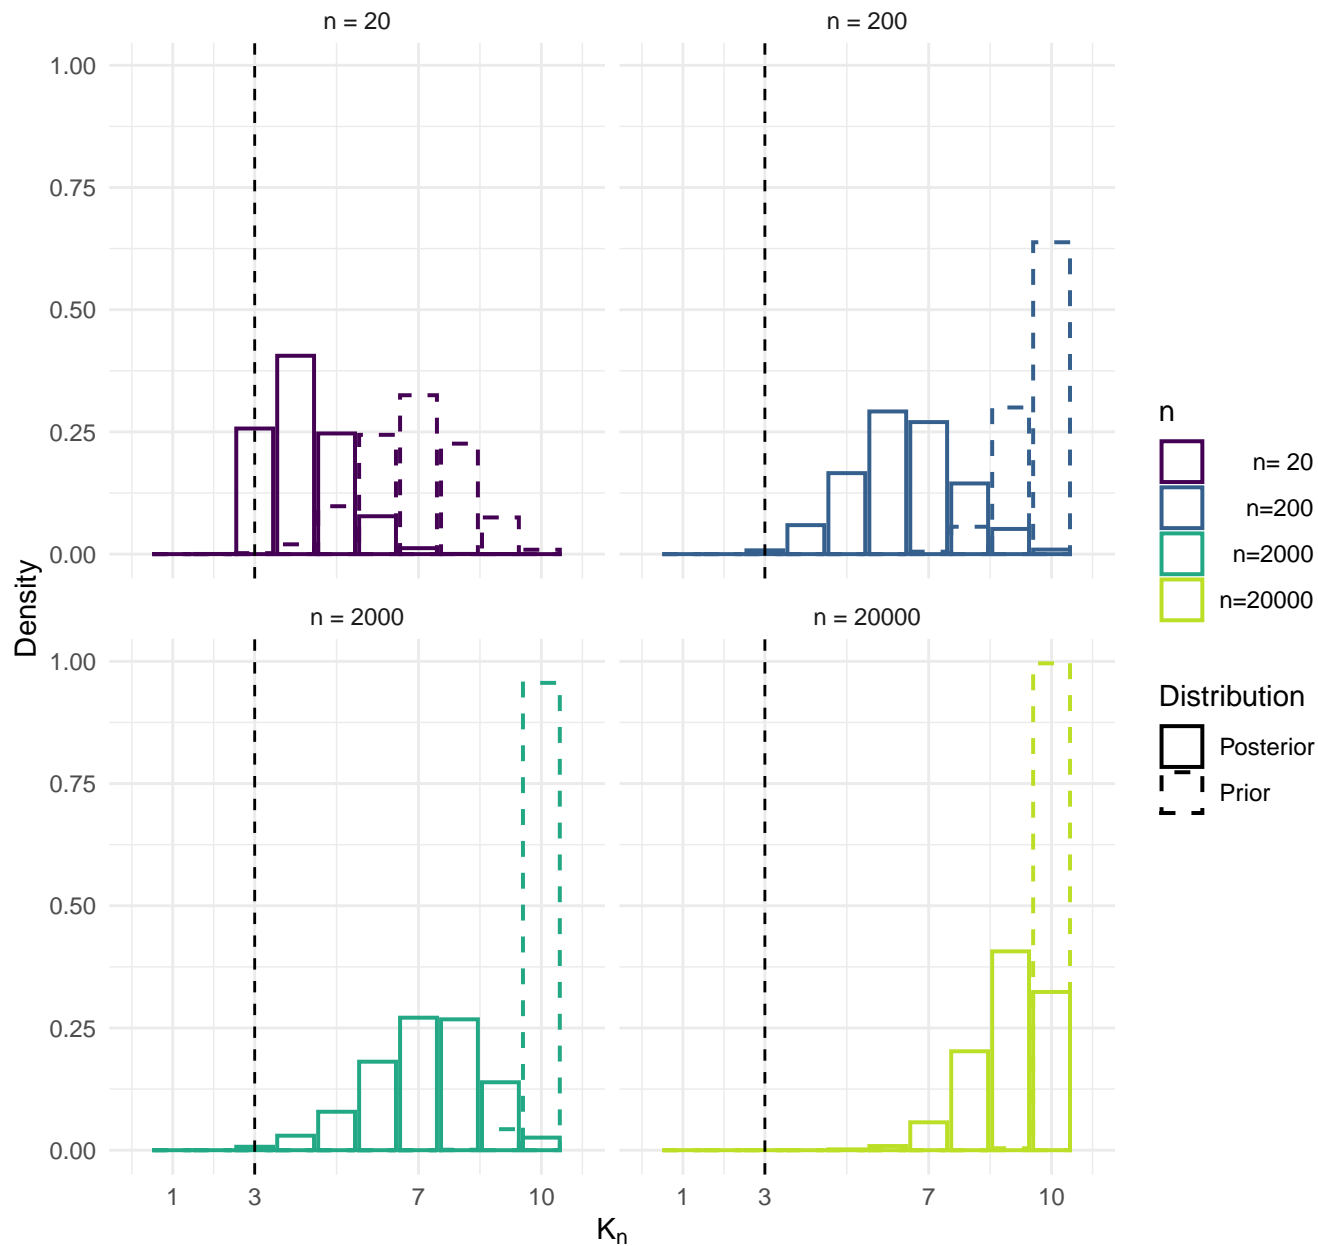 n = 20
n = 200
1.00
0.75
0.50
0.25
0.00
n = 2000
n = 20000
1.00
0.75
0.50
0.25
0.00
1 3 7 10
1 3 7 10
Density
Kn
n
n= 20
n=200
n=2000
n=20000
Distribution
Posterior
Prior